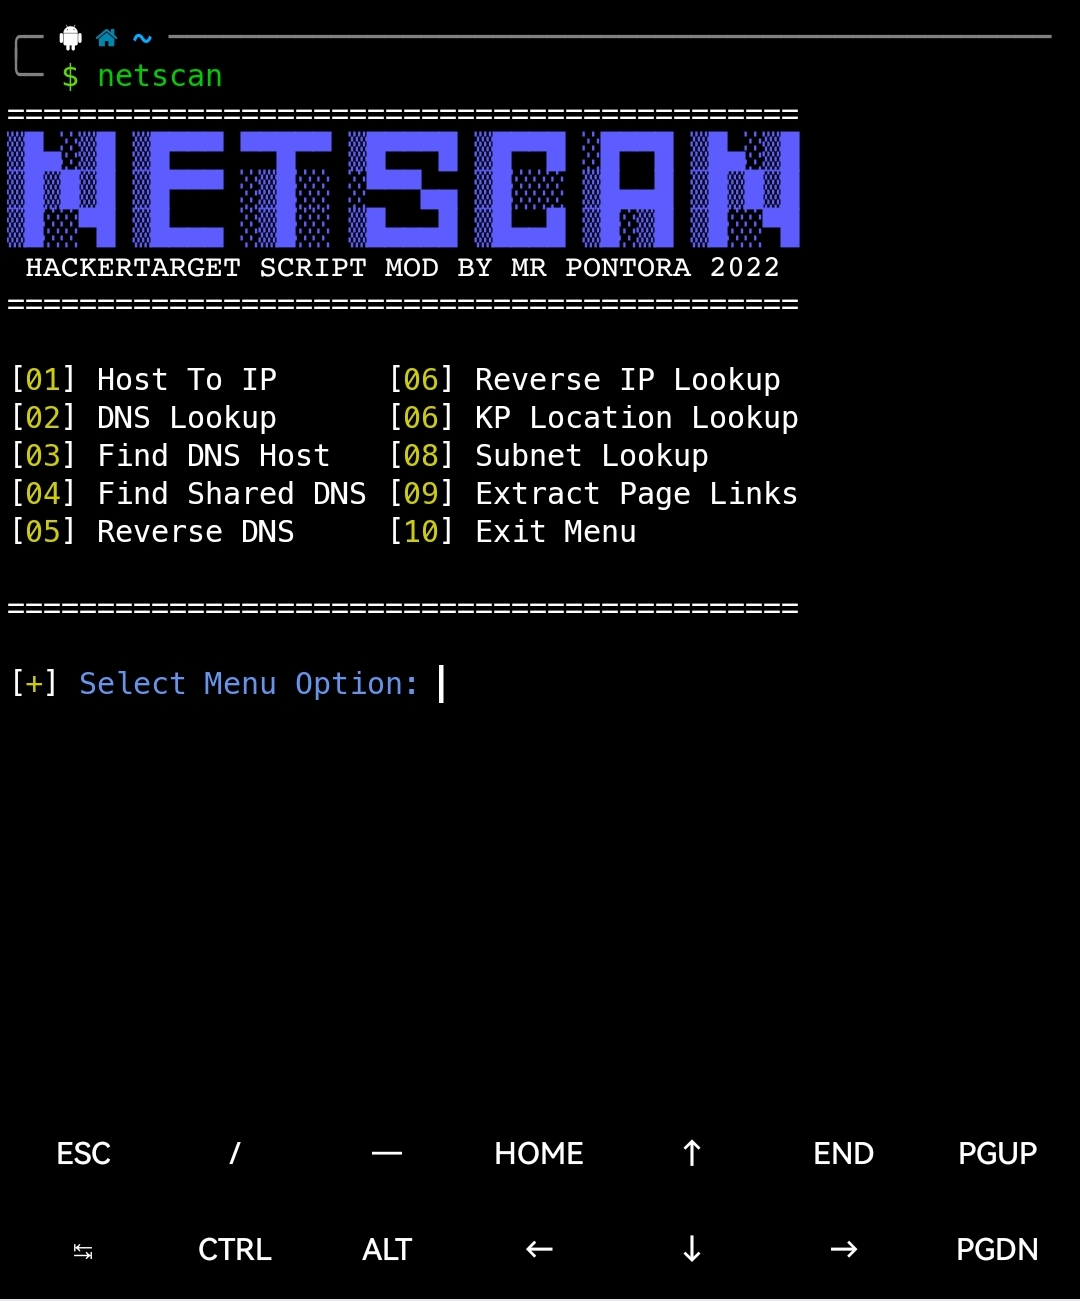 ~
$ netscan
============================================
NETSCAN
HACKERTARGET SCRIPT MOD BY MR PONTORA 2022
============================================
[01] Host To IP [06] Reverse IP Lookup
[02] DNS Lookup [06] KP Location Lookup
[03] Find DNS Host [08] Subnet Lookup
[04] Find Shared DNS [09] Extract Page Links
[05] Reverse DNS [10] Exit Menu
============================================
[+] Select Menu Option:
ESC / — HOME ↑ END PGUP
↹ CTRL ALT ← ↓ → PGDN